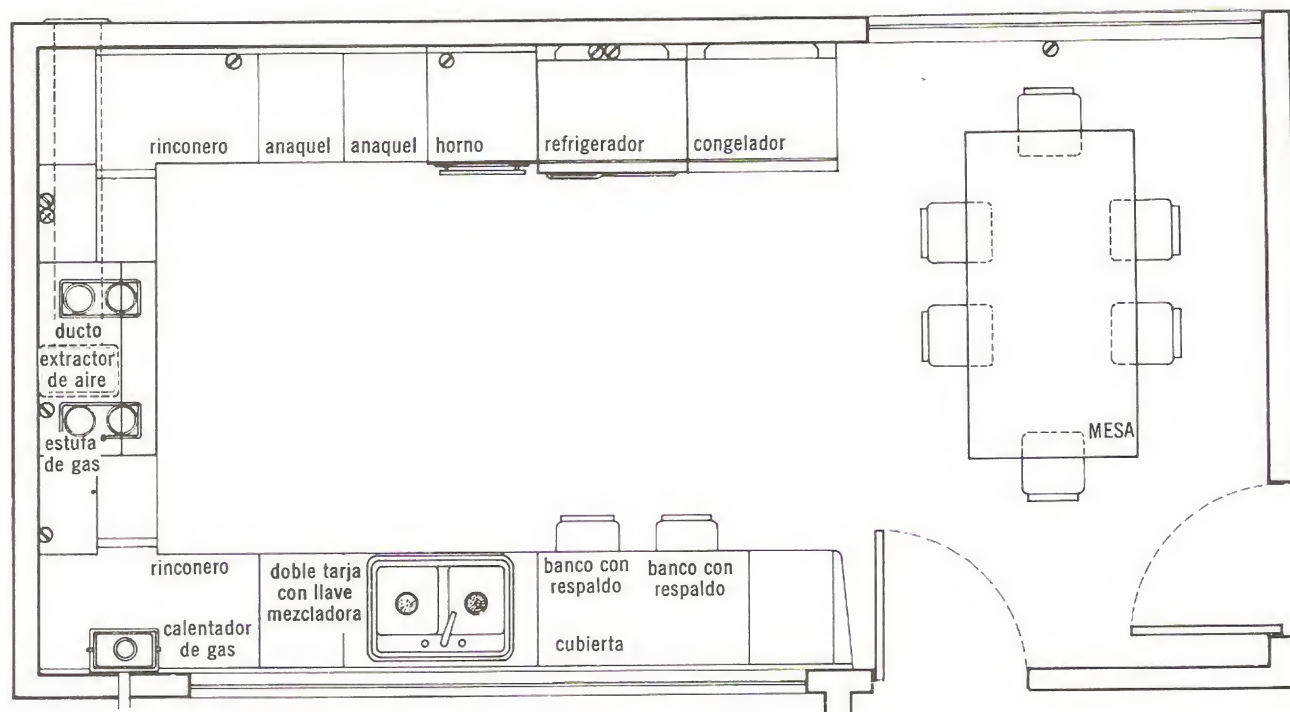 rinconero
anaquel
anaquel
horno
refrigerador
congelador
ducto
extractor
de aire
estufa
de gas
MESA
rinconero
doble tarja
con llave
mezcladora
banco con
respaldo
banco con
respaldo
calentador
de gas
cubierta